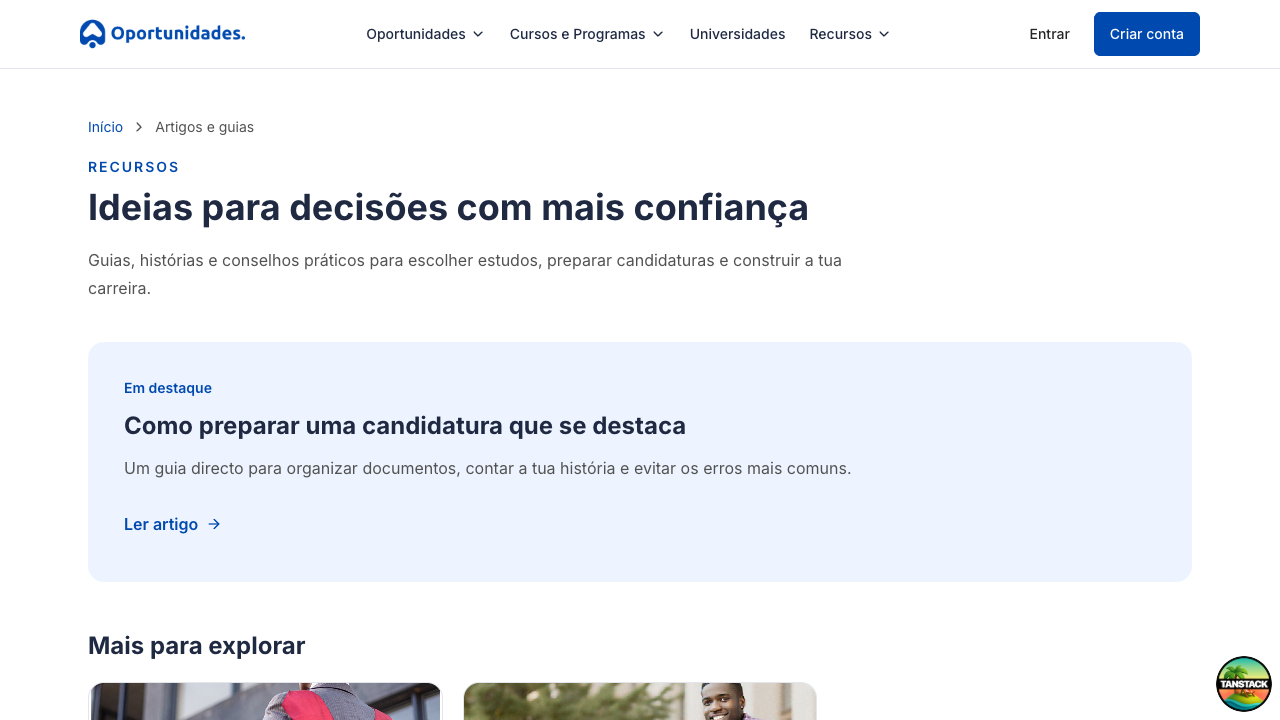 Oportunidades.
Oportunidades
Cursos e Programas
Universidades
Recursos
Entrar
Criar conta
Início
Artigos e guias
RECURSOS
Ideias para decisões com mais confiança
Guias, histórias e conselhos práticos para escolher estudos, preparar candidaturas e construir a tua
carreira.
Em destaque
Como preparar uma candidatura que se destaca
Um guia directo para organizar documentos, contar a tua história e evitar os erros mais comuns.
Ler artigo
Mais para explorar
TANSTACK